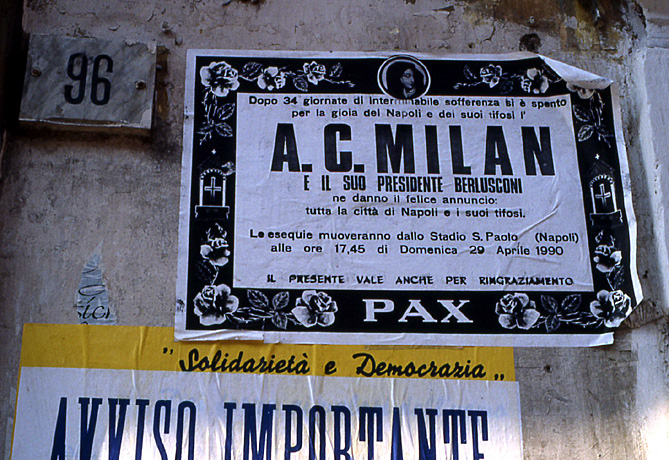 96
Dopo 34 giornate di interminabile sofferenza si è spento
per la gioia del Napoli e dei suoi tifosi l'
A.C. MILAN
E IL SUO PRESIDENTE BERLUSCONI
ne danno il felice annuncio:
tutta la città di Napoli e i suoi tifosi.
Le esequie muoveranno dallo Stadio S. Paolo (Napoli)
alle ore 17,45 di Domenica 29 Aprile 1990
IL PRESENTE VALE ANCHE PER RINGRAZIAMENTO
PAX
"Solidarietà e Democrazia„
AVVISO IMPORTANTE